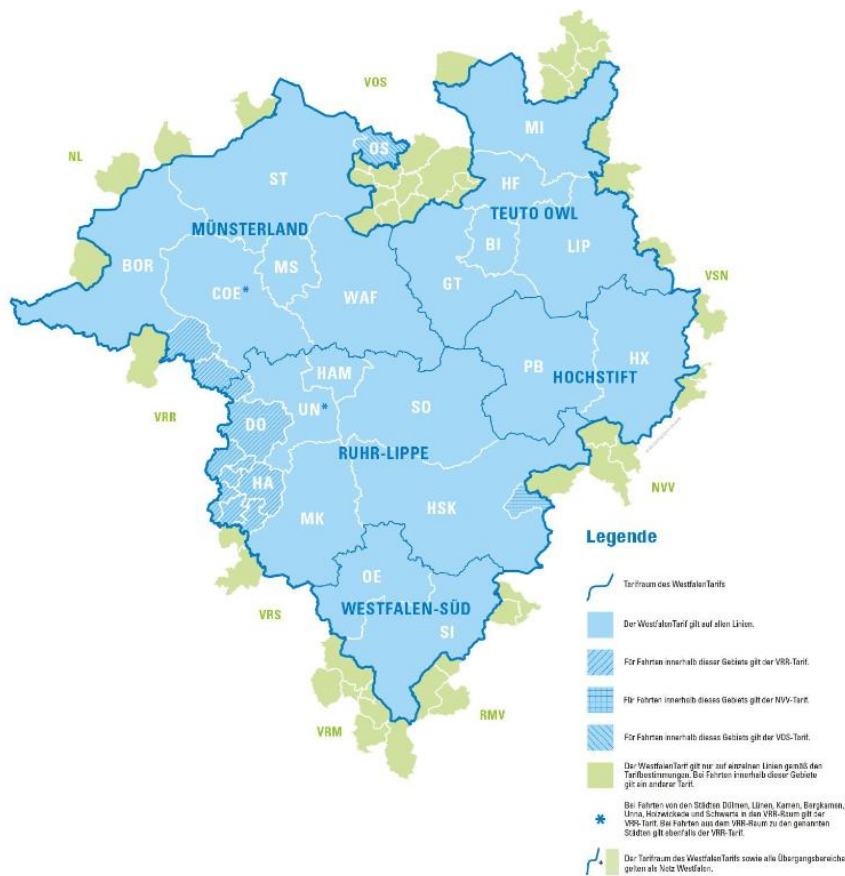 VOS
MI
NL
OS
ST
HF
MÜNSTERLAND
TEUTO OWL
BI
LIP
BOR
MS
GT
COE*
WAF
VSN
HAM
PB
HX
HOCHSTIFT
VRR
UN*
SO
DO
RUHR-LIPPE
HA
NVV
MK
HSK
Legende
OE
Tarifraum des WestfalenTarifs
VRS
WESTFALEN-SÜD
Der WestfalenTarif gilt auf allen Linien.
SI
Für Fahrten innerhalb dieser Gebiete gilt der VRR-Tarif.
Für Fahrten innerhalb dieses Gebiets gilt der NVV-Tarif.
RMV
VRM
Für Fahrten innerhalb dieses Gebiets gilt der VOS-Tarif.
Der WestfalenTarif gilt nur auf einzelnen Linien gemäß den
Tarifbestimmungen. Bei Fahrten innerhalb dieser Gebiete
gilt ein anderer Tarif.
* Bei Fahrten von den Städten Dülmen, Lünen, Kamen, Bergkamen,
Unna, Holzwickede und Schwerte in den VRR-Raum gilt der
VRR-Tarif. Bei Fahrten aus dem VRR-Raum zu den genannten
Städten gilt ebenfalls der VRR-Tarif.
+ Der Tarifraum des WestfalenTarifs sowie alle Übergangsbereiche
gelten als Netz Westfalen.